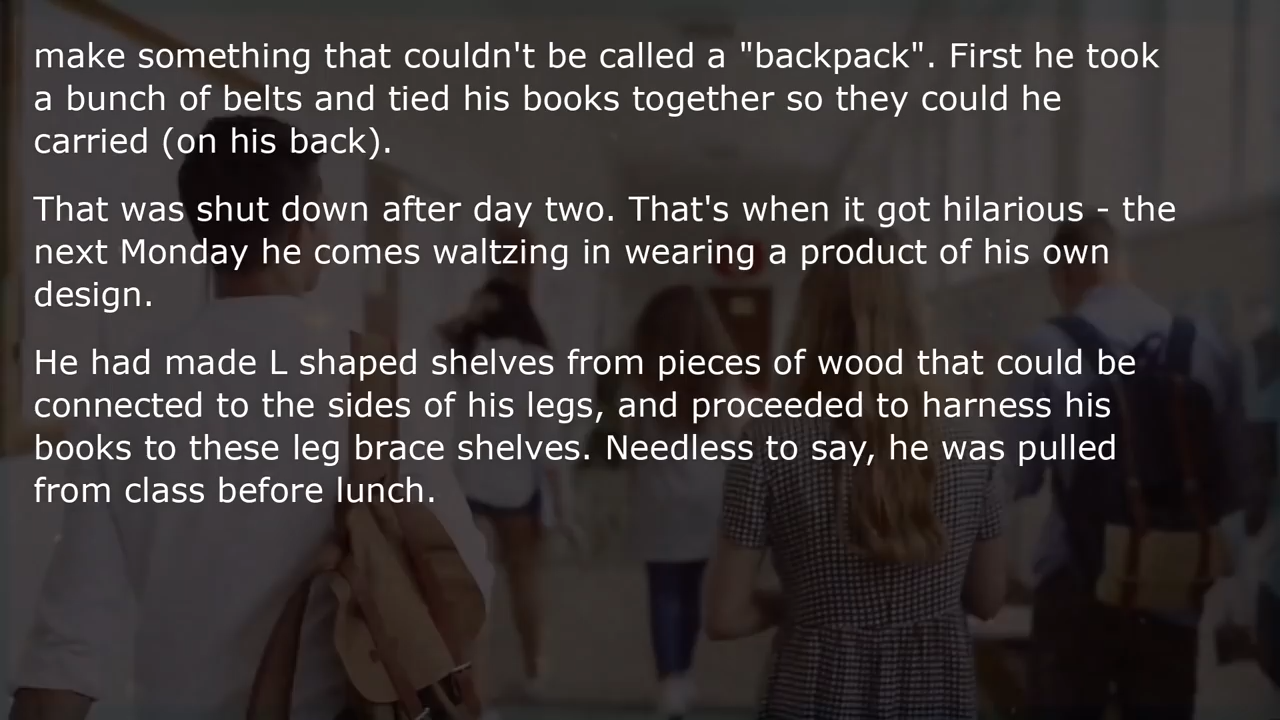 make something that couldn't be called a "backpack". First he took
a bunch of belts and tied his books together so they could he
carried (on his back).
That was shut down after day two. That's when it got hilarious - the
next Monday he comes waltzing in wearing a product of his own
design.
He had made L shaped shelves from pieces of wood that could be
connected to the sides of his legs, and proceeded to harness his
books to these leg brace shelves. Needless to say, he was pulled
from class before lunch.